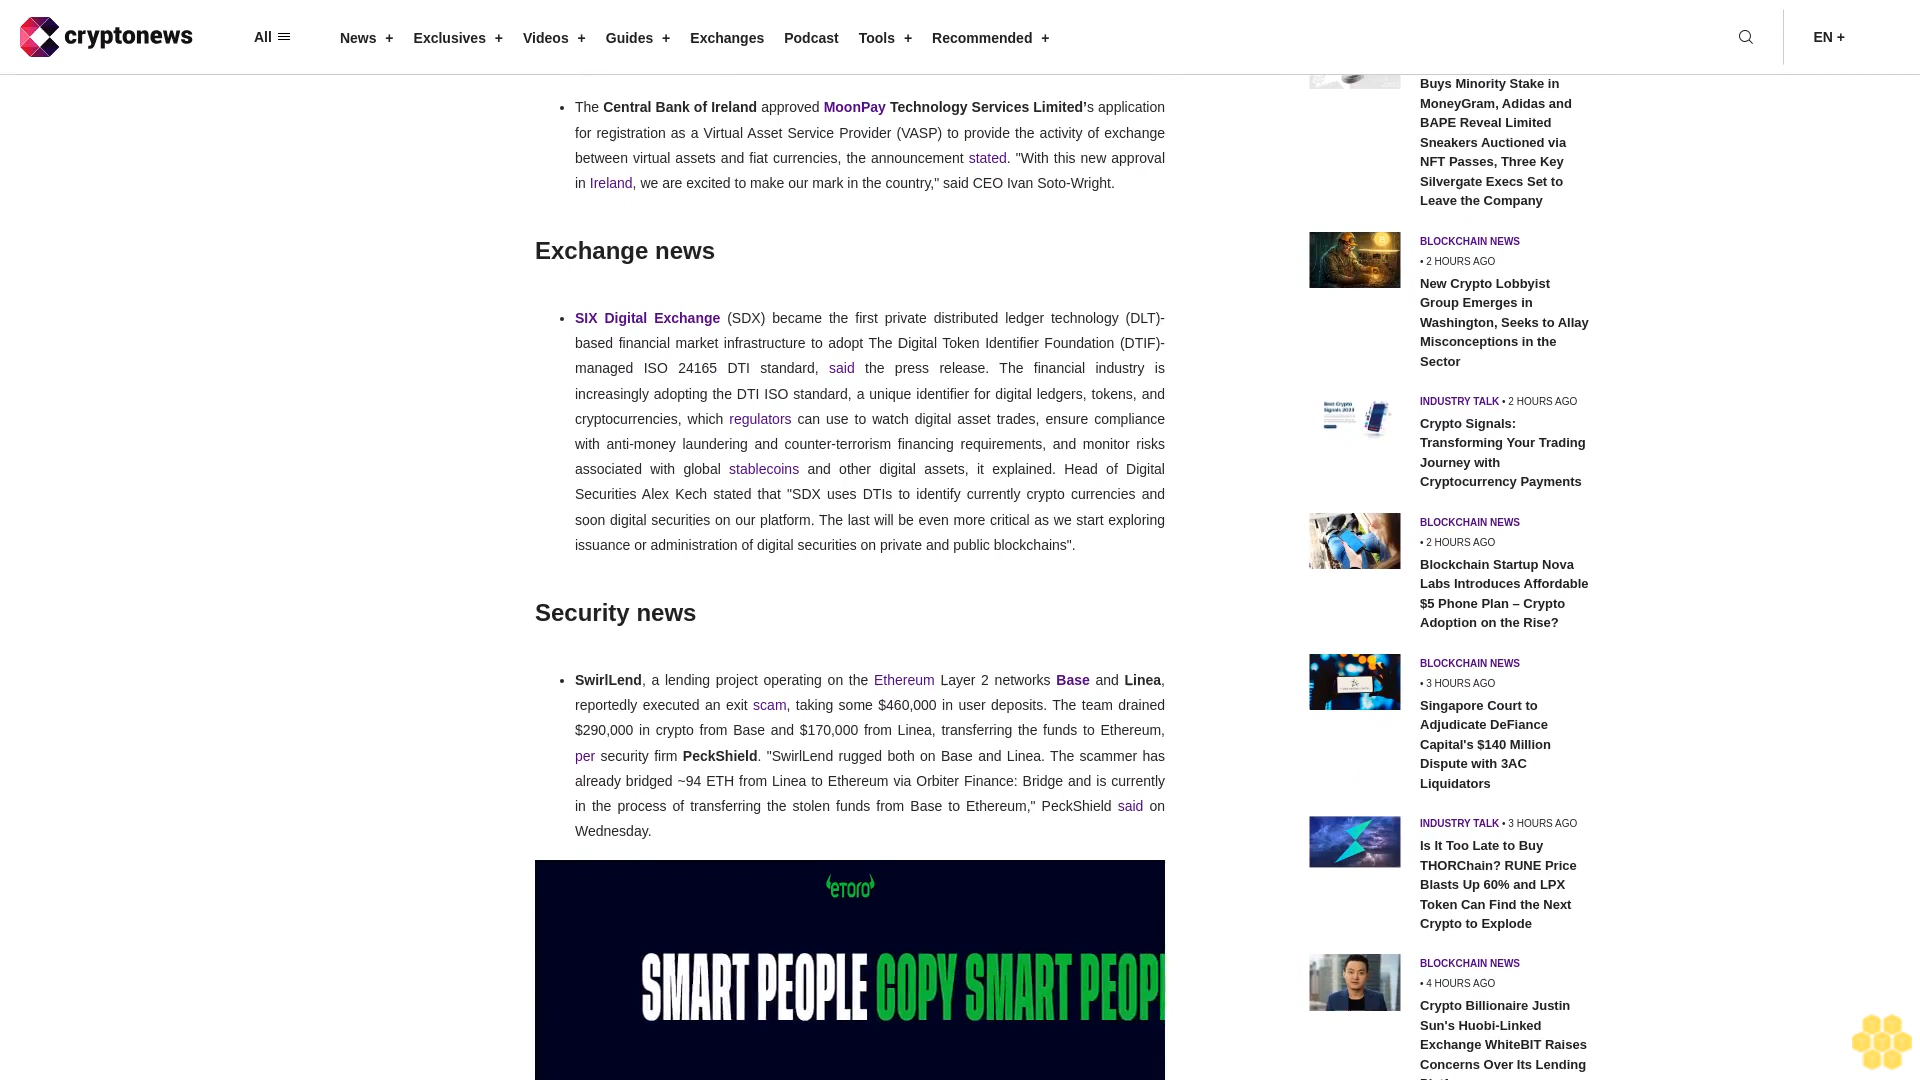 cryptonews
All
News +
Exclusives +
Videos +
Guides +
Exchanges
Podcast
Tools +
Recommended +
EN +
• The Central Bank of Ireland approved MoonPay Technology Services Limited’s application
for registration as a Virtual Asset Service Provider (VASP) to provide the activity of exchange
between virtual assets and fiat currencies, the announcement stated. "With this new approval
in Ireland, we are excited to make our mark in the country," said CEO Ivan Soto-Wright.
Exchange news
• SIX Digital Exchange (SDX) became the first private distributed ledger technology (DLT)-
based financial market infrastructure to adopt The Digital Token Identifier Foundation (DTIF)-
managed ISO 24165 DTI standard, said the press release. The financial industry is
increasingly adopting the DTI ISO standard, a unique identifier for digital ledgers, tokens, and
cryptocurrencies, which regulators can use to watch digital asset trades, ensure compliance
with anti-money laundering and counter-terrorism financing requirements, and monitor risks
associated with global stablecoins and other digital assets, it explained. Head of Digital
Securities Alex Kech stated that "SDX uses DTIs to identify currently crypto currencies and
soon digital securities on our platform. The last will be even more critical as we start exploring
issuance or administration of digital securities on private and public blockchains".
Security news
• SwirlLend, a lending project operating on the Ethereum Layer 2 networks Base and Linea,
reportedly executed an exit scam, taking some $460,000 in user deposits. The team drained
$290,000 in crypto from Base and $170,000 from Linea, transferring the funds to Ethereum,
per security firm PeckShield. "SwirlLend rugged both on Base and Linea. The scammer has
already bridged ~94 ETH from Linea to Ethereum via Orbiter Finance: Bridge and is currently
in the process of transferring the stolen funds from Base to Ethereum," PeckShield said on
Wednesday.
eToro
SMART PEOPLE COPY SMART PEOPL
Buys Minority Stake in
MoneyGram, Adidas and
BAPE Reveal Limited
Sneakers Auctioned via
NFT Passes, Three Key
Silvergate Execs Set to
Leave the Company
BLOCKCHAIN NEWS
• 2 HOURS AGO
New Crypto Lobbyist
Group Emerges in
Washington, Seeks to Allay
Misconceptions in the
Sector
Best Crypto
Signals 2023
INDUSTRY TALK • 2 HOURS AGO
Crypto Signals:
Transforming Your Trading
Journey with
Cryptocurrency Payments
BLOCKCHAIN NEWS
• 2 HOURS AGO
Blockchain Startup Nova
Labs Introduces Affordable
$5 Phone Plan – Crypto
Adoption on the Rise?
BLOCKCHAIN NEWS
• 3 HOURS AGO
Singapore Court to
Adjudicate DeFiance
Capital's $140 Million
Dispute with 3AC
Liquidators
INDUSTRY TALK • 3 HOURS AGO
Is It Too Late to Buy
THORChain? RUNE Price
Blasts Up 60% and LPX
Token Can Find the Next
Crypto to Explode
BLOCKCHAIN NEWS
• 4 HOURS AGO
Crypto Billionaire Justin
Sun's Huobi-Linked
Exchange WhiteBIT Raises
Concerns Over Its Lending